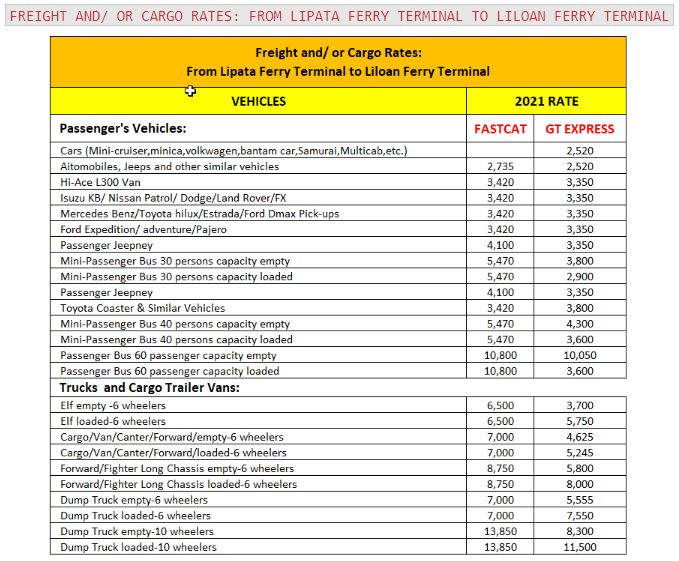 FREIGHT AND/ OR CARGO RATES: FROM LIPATA FERRY TERMINAL TO LILOAN FERRY TERMINAL
Freight and/ or Cargo Rates:
From Lipata Ferry Terminal to Liloan Ferry Terminal
VEHICLES 2021 RATE
Passenger's Vehicles: FASTCAT GT EXPRESS
Cars (Mini-cruiser,minica,volkwagen,bantam car,Samurai,Multicab,etc.) 2,520
Aitomobiles, Jeeps and other similar vehicles 2,735 2,520
Hi-Ace L300 Van 3,420 3,350
Isuzu KB/ Nissan Patrol/ Dodge/Land Rover/FX 3,420 3,350
Mercedes Benz/Toyota hilux/Estrada/Ford Dmax Pick-ups 3,420 3,350
Ford Expedition/ adventure/Pajero 3,420 3,350
Passenger Jeepney 4,100 3,350
Mini-Passenger Bus 30 persons capacity empty 5,470 3,800
Mini-Passenger Bus 30 persons capacity loaded 5,470 2,900
Passenger Jeepney 4,100 3,350
Toyota Coaster & Similar Vehicles 3,420 3,800
Mini-Passenger Bus 40 persons capacity empty 5,470 4,300
Mini-Passenger Bus 40 persons capacity loaded 5,470 3,600
Passenger Bus 60 passenger capacity empty 10,800 10,050
Passenger Bus 60 passenger capacity loaded 10,800 3,600
Trucks and Cargo Trailer Vans:
Elf empty -6 wheelers 6,500 3,700
Elf loaded-6 wheelers 6,500 5,750
Cargo/Van/Canter/Forward/empty-6 wheelers 7,000 4,625
Cargo/Van/Canter/Forward/loaded-6 wheelers 7,000 5,245
Forward/Fighter Long Chassis empty-6 wheelers 8,750 5,800
Forward/Fighter Long Chassis loaded-6 wheelers 8,750 8,000
Dump Truck empty-6 wheelers 7,000 5,555
Dump Truck loaded-6 wheelers 7,000 7,550
Dump Truck empty-10 wheelers 13,850 8,300
Dump Truck loaded-10 wheelers 13,850 11,500